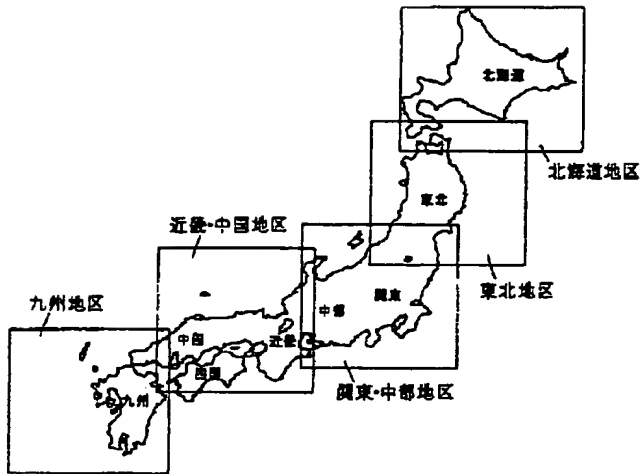 北海道
北海道地区
東北
近畿・中国地区
東北地区
関東
中部
九州地区
中国
近畿
四国
関東・中部地区
九州